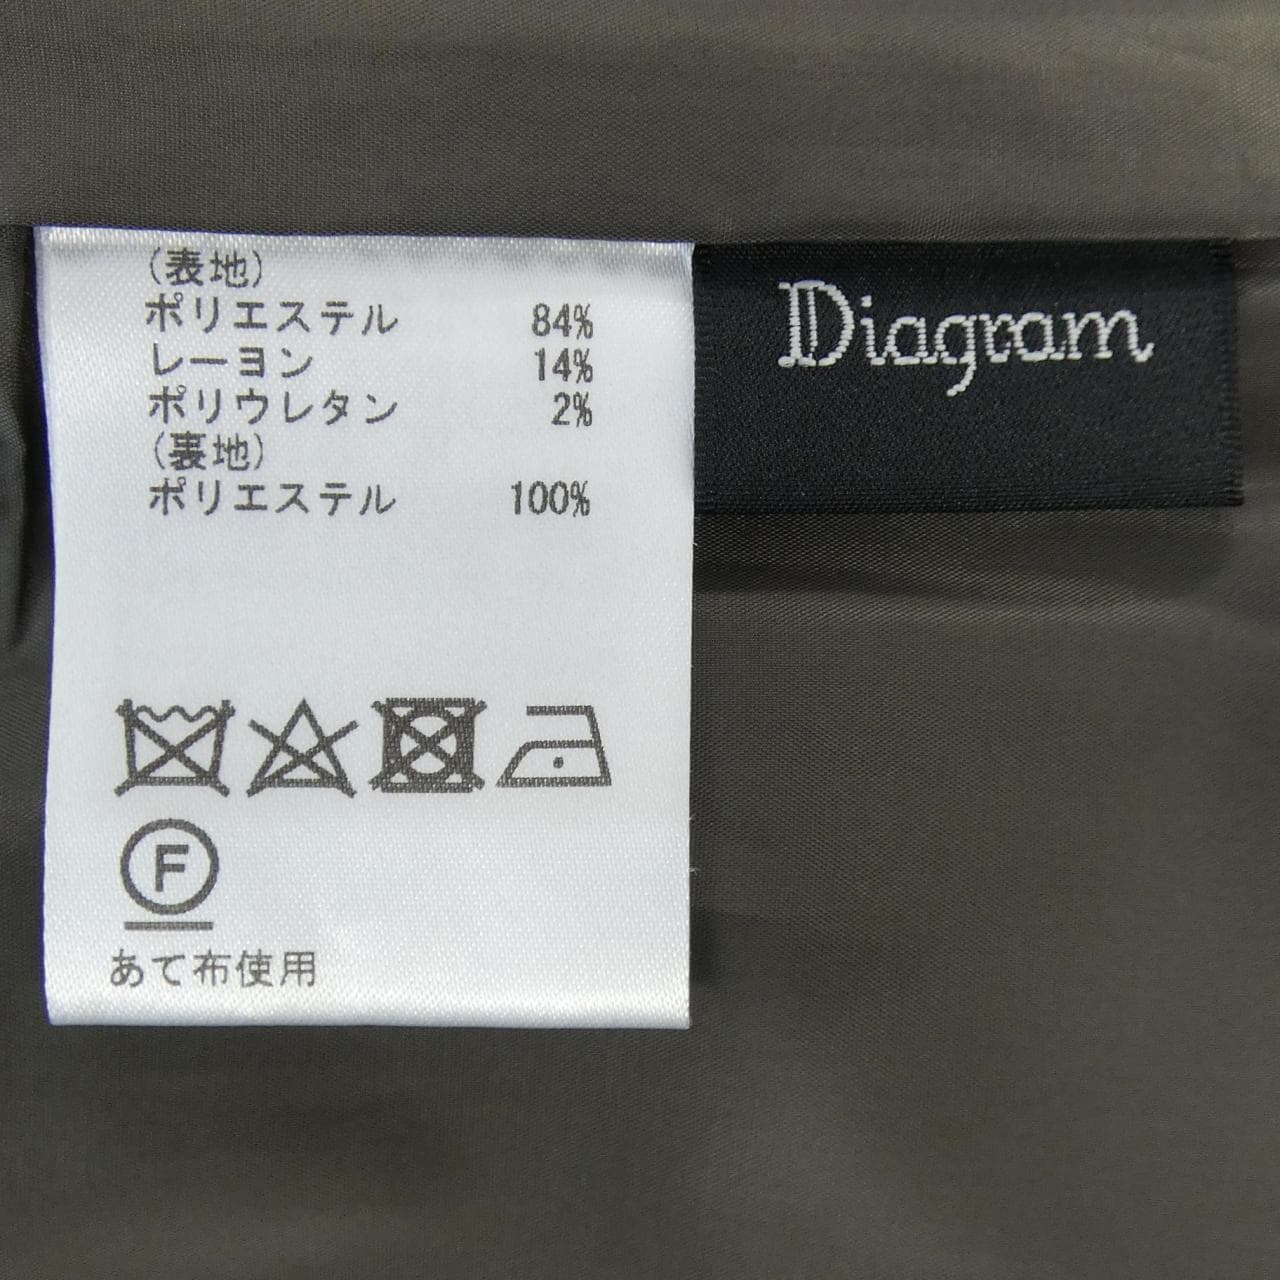 (表地)
ポリエステル 84%
レーヨン 14%
ポリウレタン 2%
(裏地)
ポリエステル 100%
F
あて布使用
Diagram